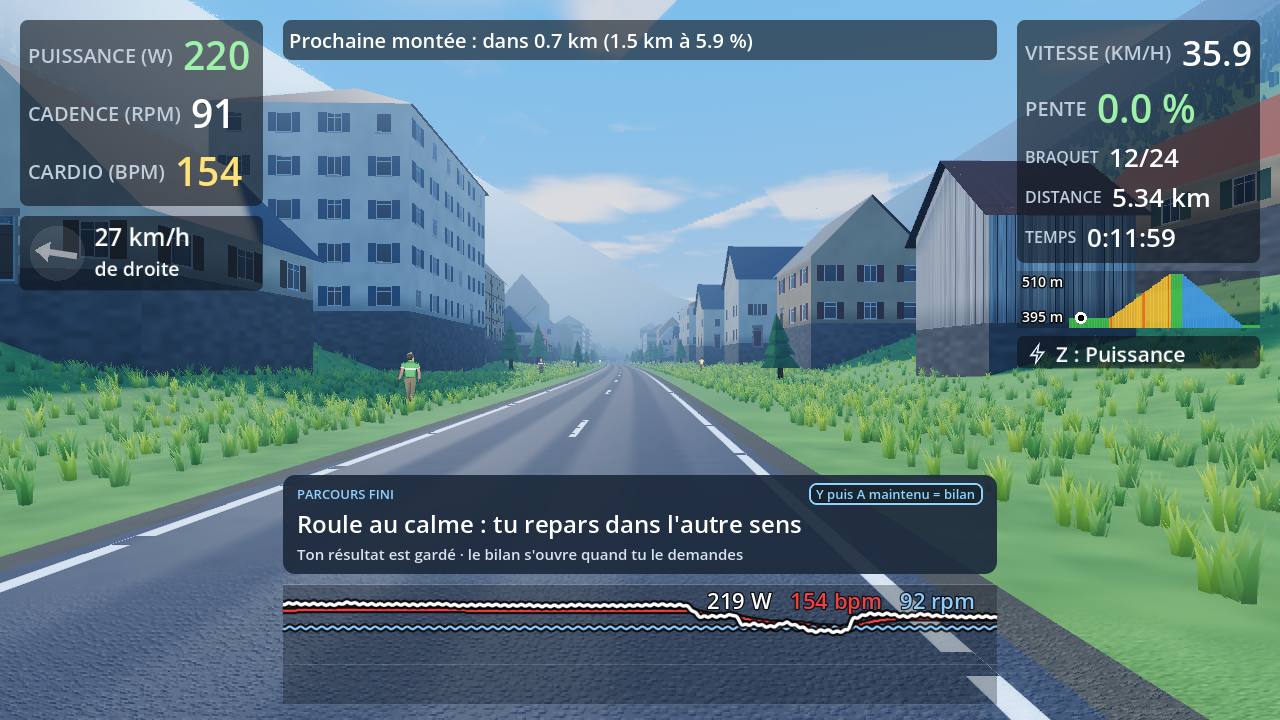 PUISSANCE (W) 220
CADENCE (RPM) 91
CARDIO (BPM) 154
27 km/h
de droite
Prochaine montée : dans 0.7 km (1.5 km à 5.9 %)
VITESSE (KM/H) 35.9
PENTE 0.0 %
BRAQUET 12/24
DISTANCE 5.34 km
TEMPS 0:11:59
510 m
395 m
Z : Puissance
PARCOURS FINI
Y puis A maintenu = bilan
Roule au calme : tu repars dans l'autre sens
Ton résultat est gardé · le bilan s'ouvre quand tu le demandes
219 W 154 bpm 92 rpm